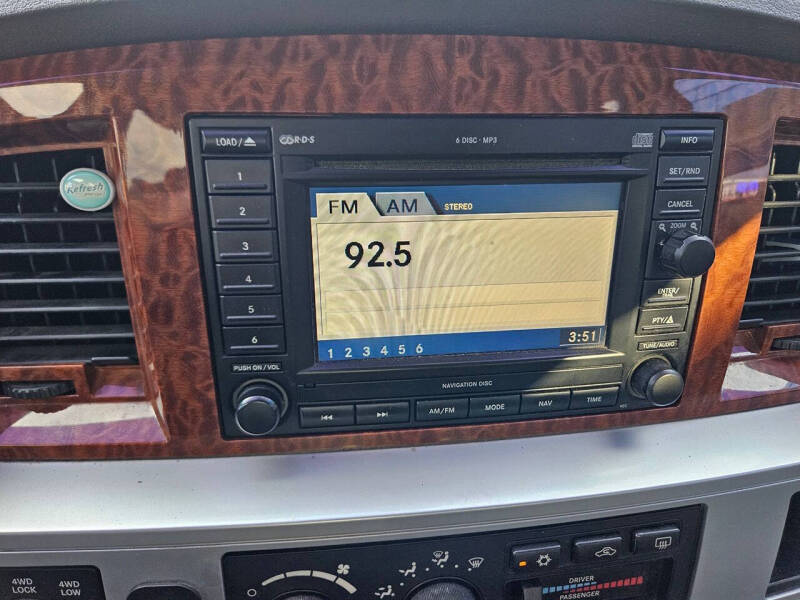 LOAD/
R·D·S
6 DISC · MP3
DIGITAL AUDIO
INFO
Refresh
1
2
3
4
5
6
FM
AM
STEREO
92.5
1 2 3 4 5 6
3:51
SET/RND
CANCEL
ZOOM
ENTER/
PTY/
TUNE/AUDIO
PUSH ON/VOL
NAVIGATION DISC
AM/FM
MODE
NAV
TIME
4WD LOCK
4WD LOW
DRIVER
PASSENGER